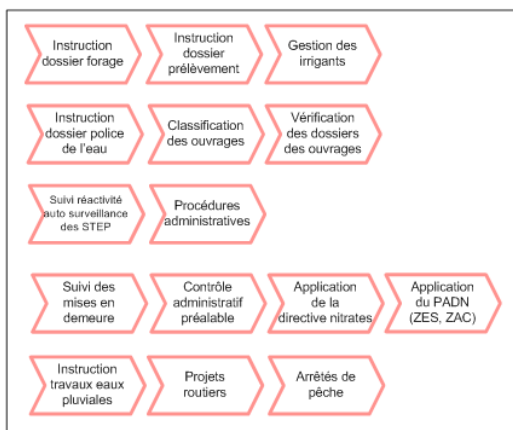 Instruction
dossier forage
Instruction
dossier
prélèvement
Gestion des
irrigants
Instruction
dossier police
de l'eau
Classification
des ouvrages
Vérification
des dossiers
des ouvrages
Suivi réactivité
auto surveillance
des STEP
Procédures
administratives
Suivi des
mises en
demeure
Contrôle
administratif
préalable
Application
de la
directive nitrates
Application
du PADN
(ZES, ZAC)
Instruction
travaux eaux
pluviales
Projets
routiers
Arrêtés de
pêche